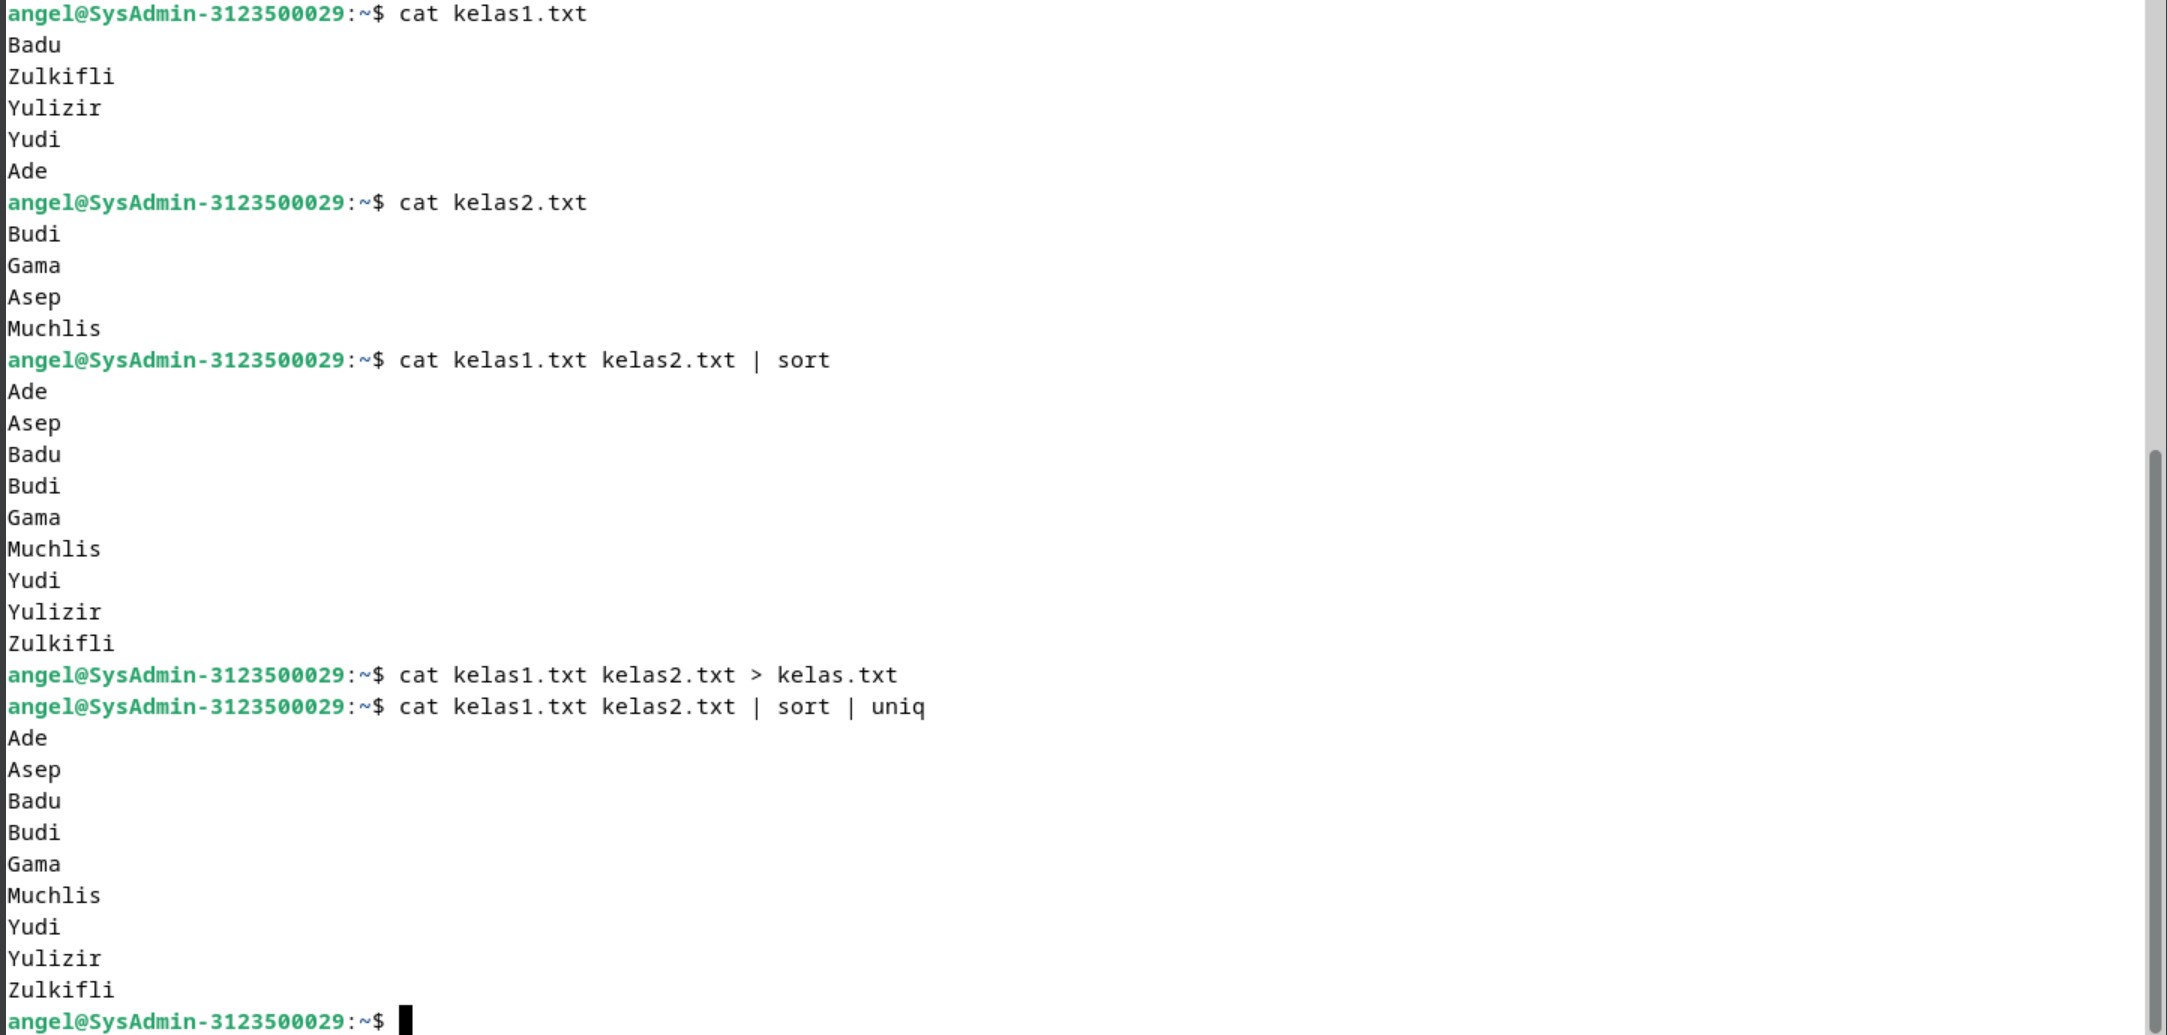 angel@SysAdmin-3123500029:~$ cat kelas1.txt
Badu
Zulkifli
Yulizir
Yudi
Ade
angel@SysAdmin-3123500029:~$ cat kelas2.txt
Budi
Gama
Asep
Muchlis
angel@SysAdmin-3123500029:~$ cat kelas1.txt kelas2.txt | sort
Ade
Asep
Badu
Budi
Gama
Muchlis
Yudi
Yulizir
Zulkifli
angel@SysAdmin-3123500029:~$ cat kelas1.txt kelas2.txt > kelas.txt
angel@SysAdmin-3123500029:~$ cat kelas1.txt kelas2.txt | sort | uniq
Ade
Asep
Badu
Budi
Gama
Muchlis
Yudi
Yulizir
Zulkifli
angel@SysAdmin-3123500029:~$